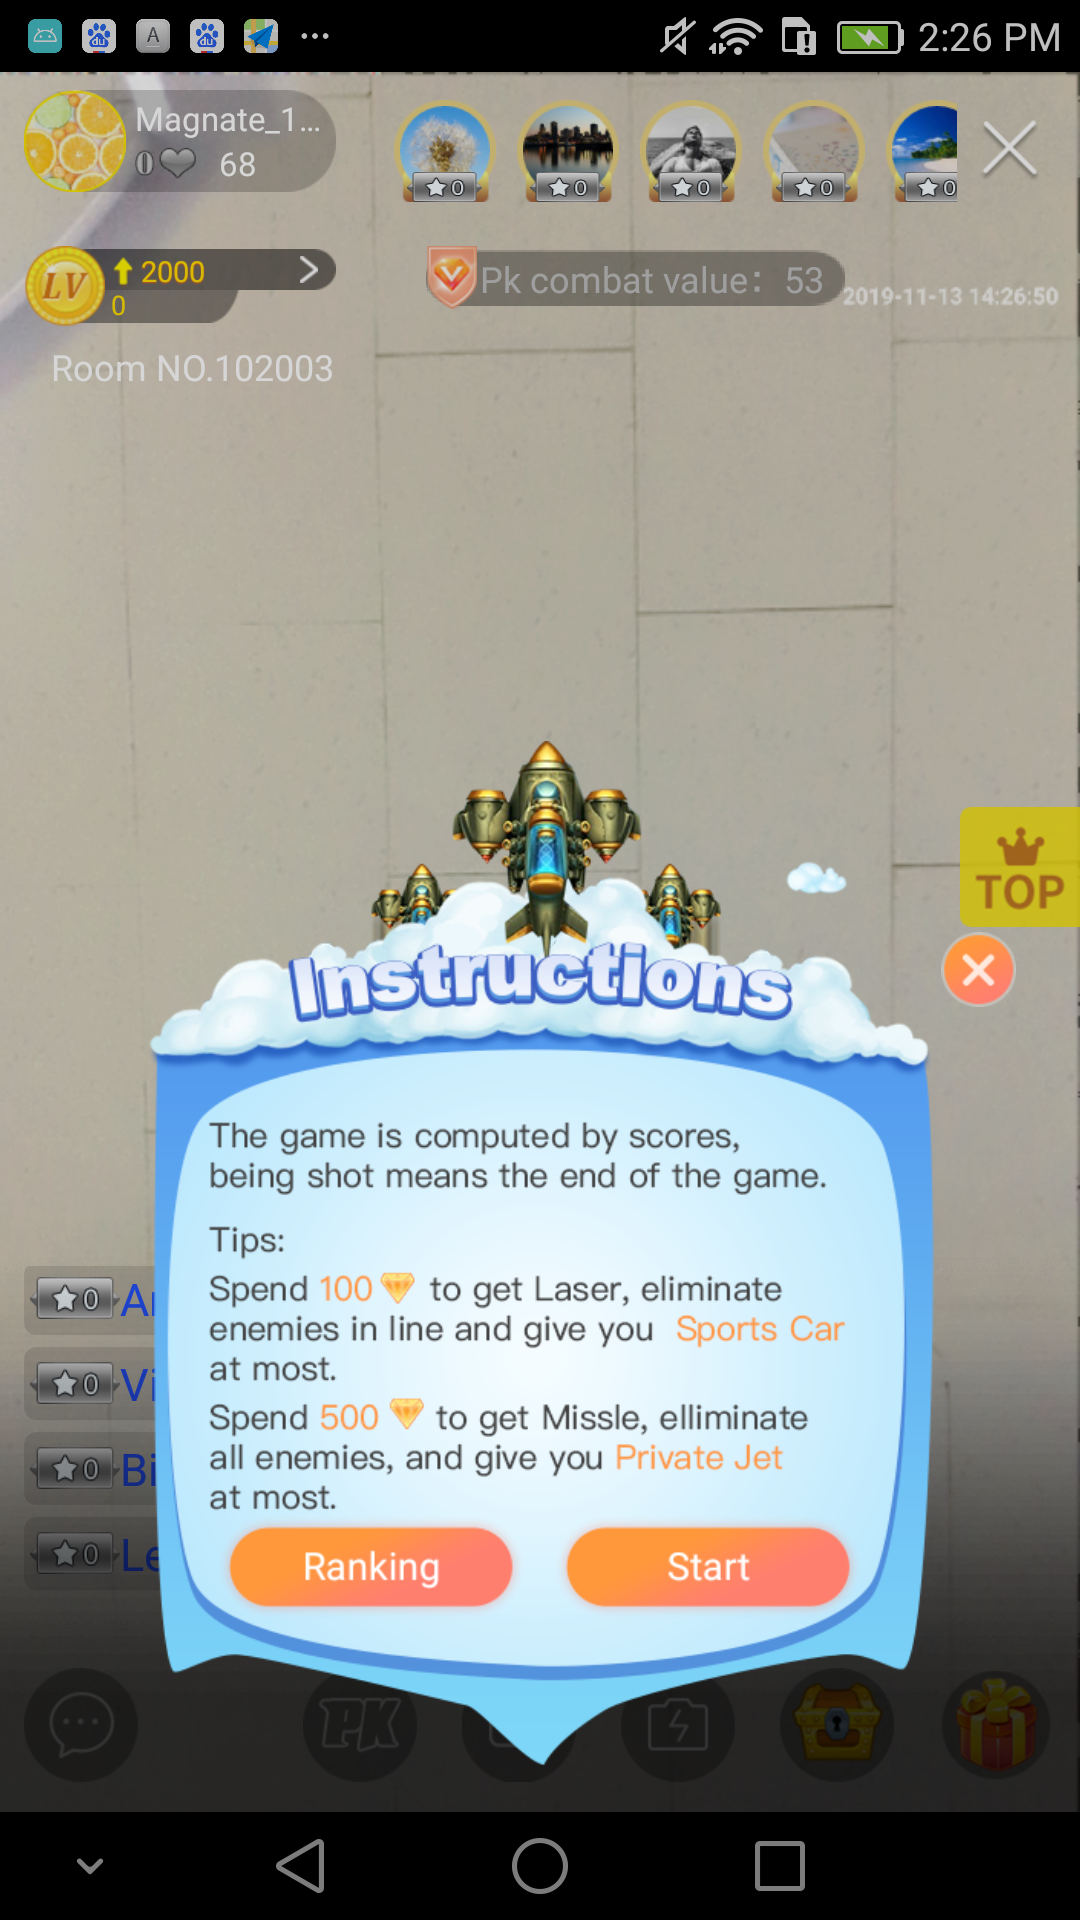 2:26 PM
Magnate_1...
0 68
0 0 0 0 0
LV 2000
0
Pk combat value: 53
2019-11-13 14:26:50
Room NO.102003
TOP
Instructions
The game is computed by scores,
being shot means the end of the game.
Tips:
Spend 100 to get Laser, eliminate
enemies in line and give you Sports Car
at most.
Spend 500 to get Missle, elliminate
all enemies, and give you Private Jet
at most.
0
0
0
0
Ranking Start
PK